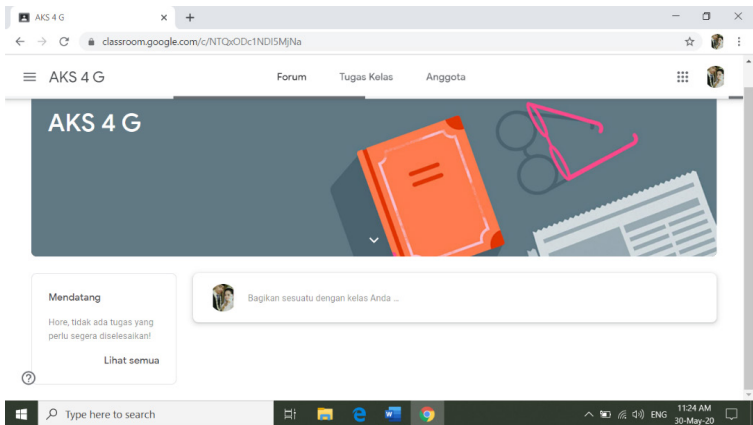 AKS 4 G
classroom.google.com/c/NTQxODc1NDI5MjNa
AKS 4 G
Forum
Tugas Kelas
Anggota
AKS 4 G
Mendatang
Hore, tidak ada tugas yang
perlu segera diselesaikan!
Lihat semua
Bagikan sesuatu dengan kelas Anda ...
Type here to search
ENG
11:24 AM
30-May-20